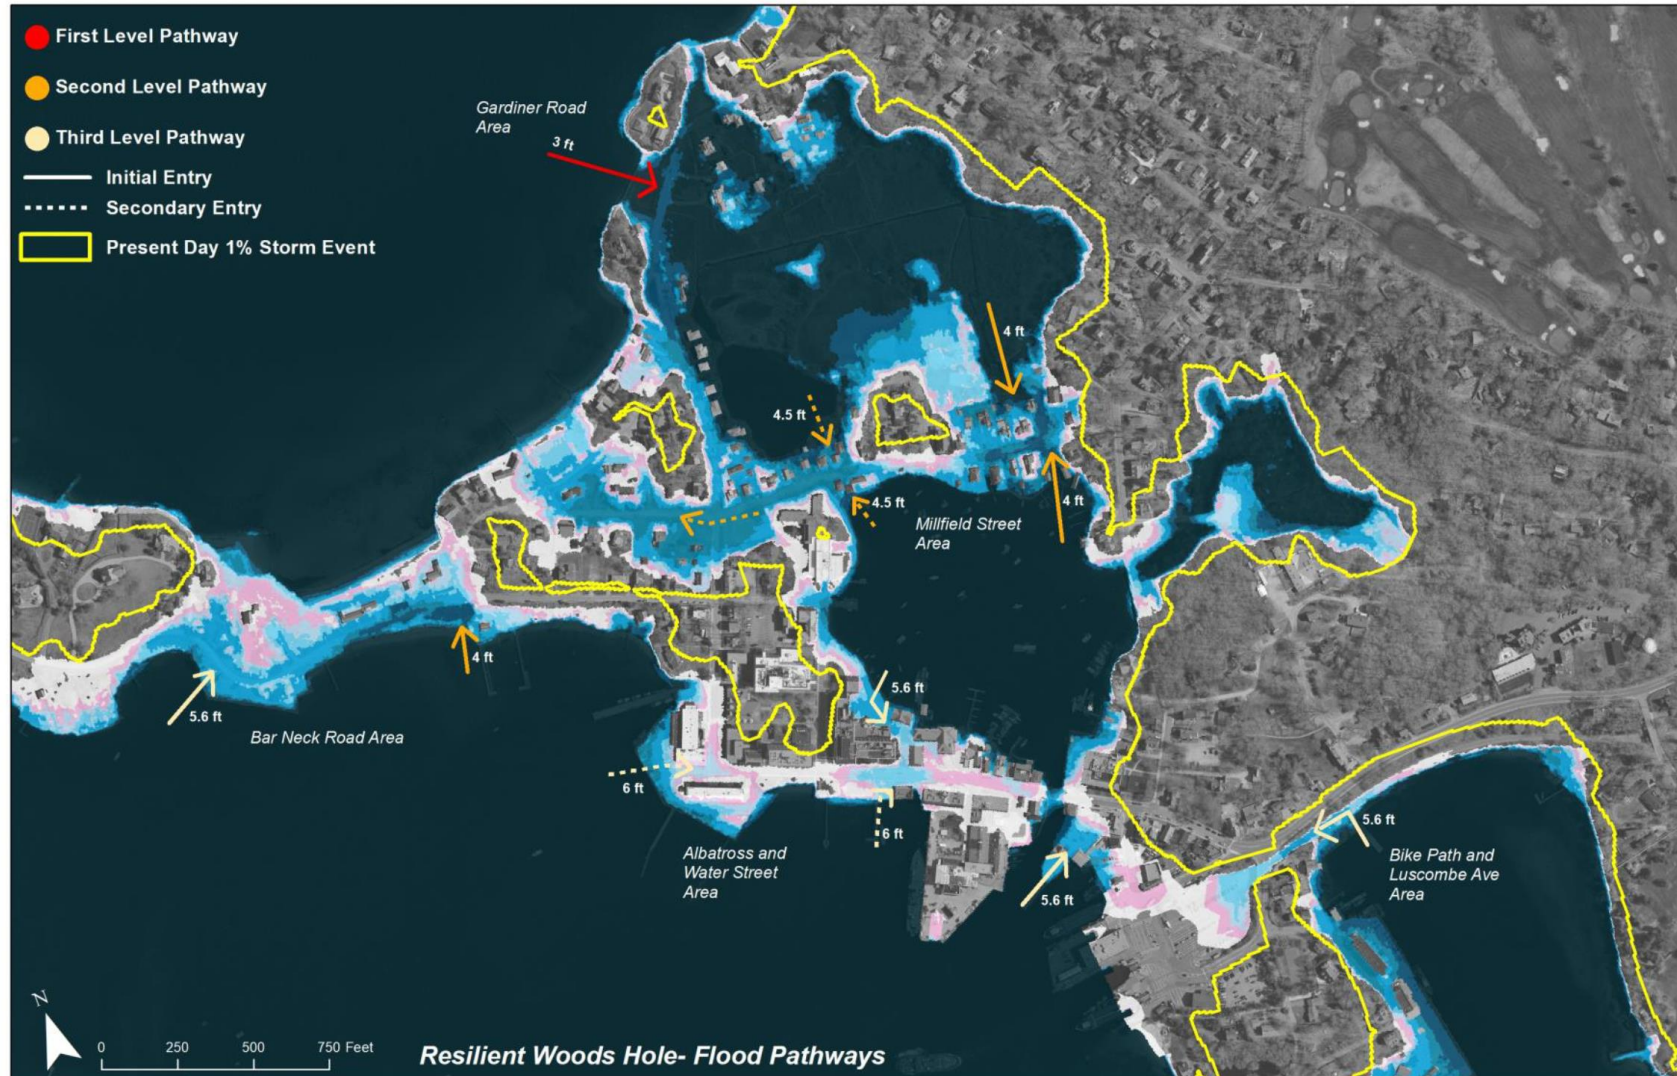 First Level Pathway
Second Level Pathway
Third Level Pathway
Initial Entry
Secondary Entry
Present Day 1% Storm Event
Gardiner Road
Area
3 ft
4 ft
4.5 ft
4.5 ft
4 ft
Millfield Street
Area
4 ft
5.6 ft
Bar Neck Road Area
5.6 ft
6 ft
6 ft
Albatross and
Water Street
Area
5.6 ft
5.6 ft
Bike Path and
Luscombe Ave
Area
N
0 250 500 750 Feet
Resilient Woods Hole- Flood Pathways